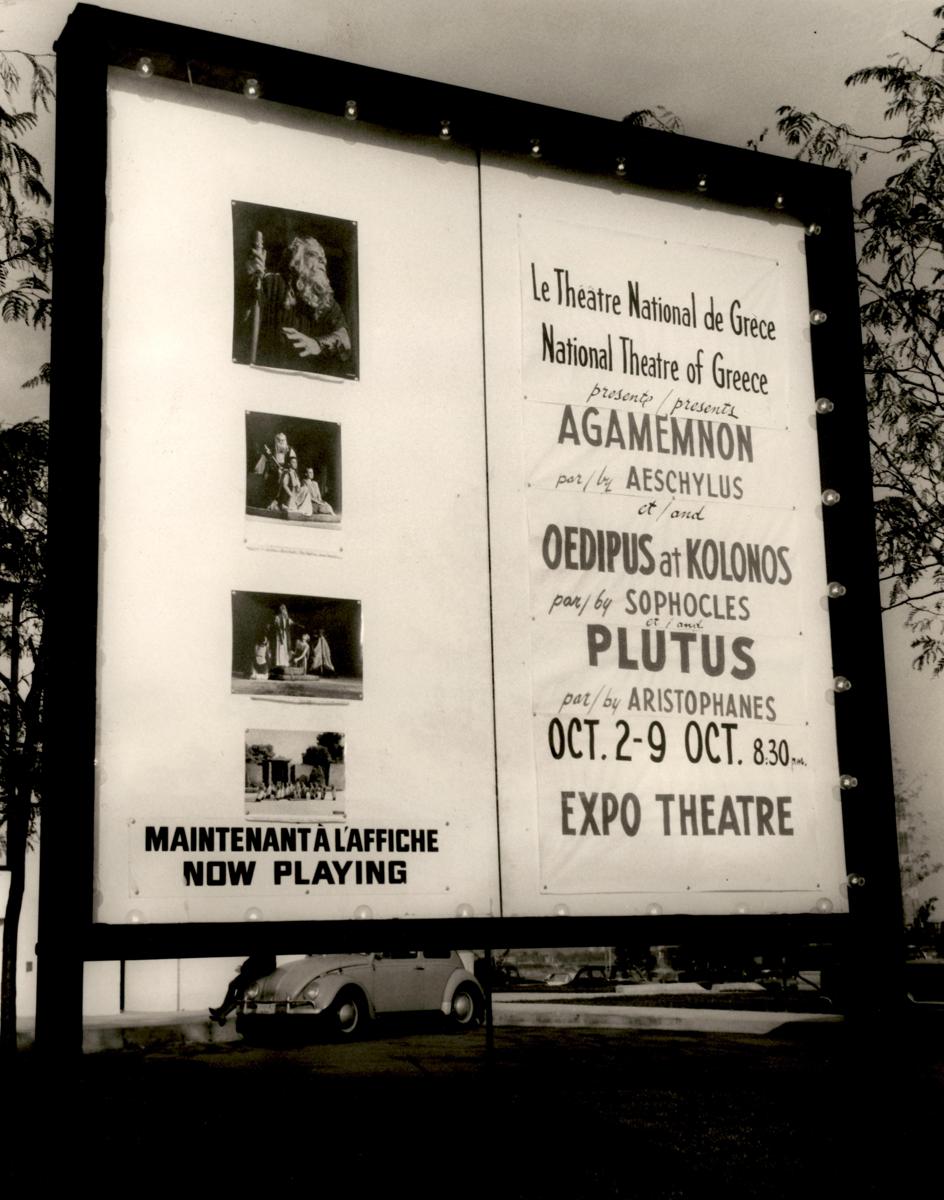 MAINTENANT À L'AFFICHE
NOW PLAYING
Le Théâtre National de Grèce
National Theatre of Greece
presente / presents
AGAMEMNON
par/by AESCHYLUS
et/and
OEDIPUS at KOLONOS
par/by SOPHOCLES
et/and
PLUTUS
par/by ARISTOPHANES
OCT. 2-9 OCT. 8:30 p.m.
EXPO THEATRE